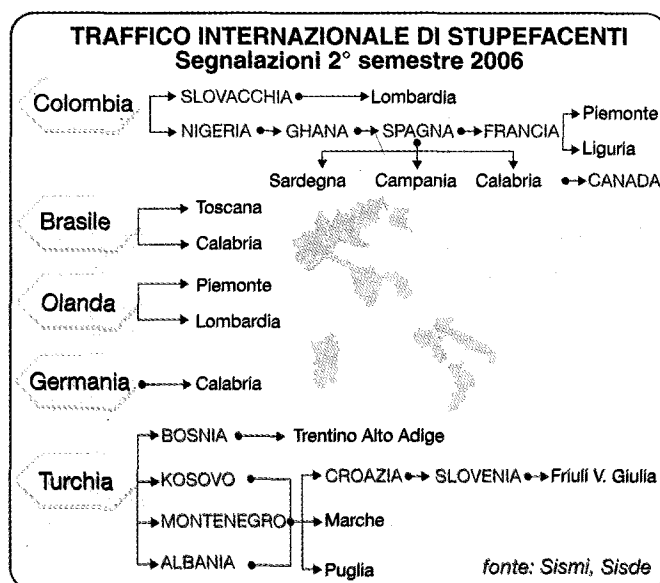 TRAFFICO INTERNAZIONALE DI STUPEFACENTI
Segnalazioni 2° semestre 2006
Colombia
SLOVACCHIA Lombardia
NIGERIA GHANA SPAGNA FRANCIA
Piemonte
Liguria
Sardegna Campania Calabria CANADA
Brasile
Toscana
Calabria
Olanda
Piemonte
Lombardia
Germania Calabria
Turchia
BOSNIA Trentino Alto Adige
KOSOVO CROAZIA SLOVENIA Friuli V. Giulia
MONTENEGRO Marche
ALBANIA Puglia
fonte: Sismi, Sisde